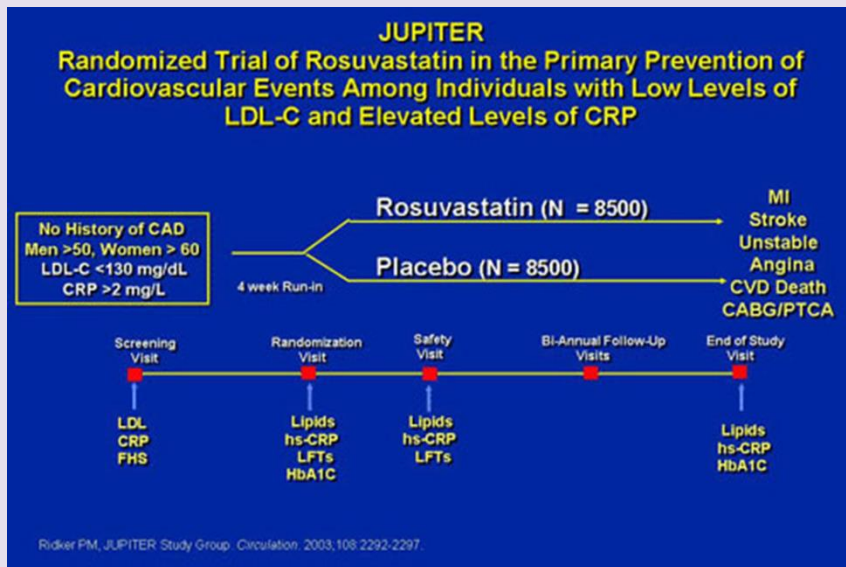 JUPITER
Randomized Trial of Rosuvastatin in the Primary Prevention of
Cardiovascular Events Among Individuals with Low Levels of
LDL-C and Elevated Levels of CRP
No History of CAD
Men >50, Women > 60
LDL-C <130 mg/dL
CRP >2 mg/L
4 week Run-in
Rosuvastatin (N = 8500)
Placebo (N = 8500)
MI
Stroke
Unstable
Angina
CVD Death
CABG/PTCA
Screening
Visit
Randomization
Visit
Safety
Visit
Bi-Annual Follow-Up
Visits
End of Study
Visit
LDL
CRP
FHS
Lipids
hs-CRP
LFTs
HbA1C
Lipids
hs-CRP
LFTs
Lipids
hs-CRP
HbA1C
Ridker PM, JUPITER Study Group. Circulation. 2003;108:2292-2297.